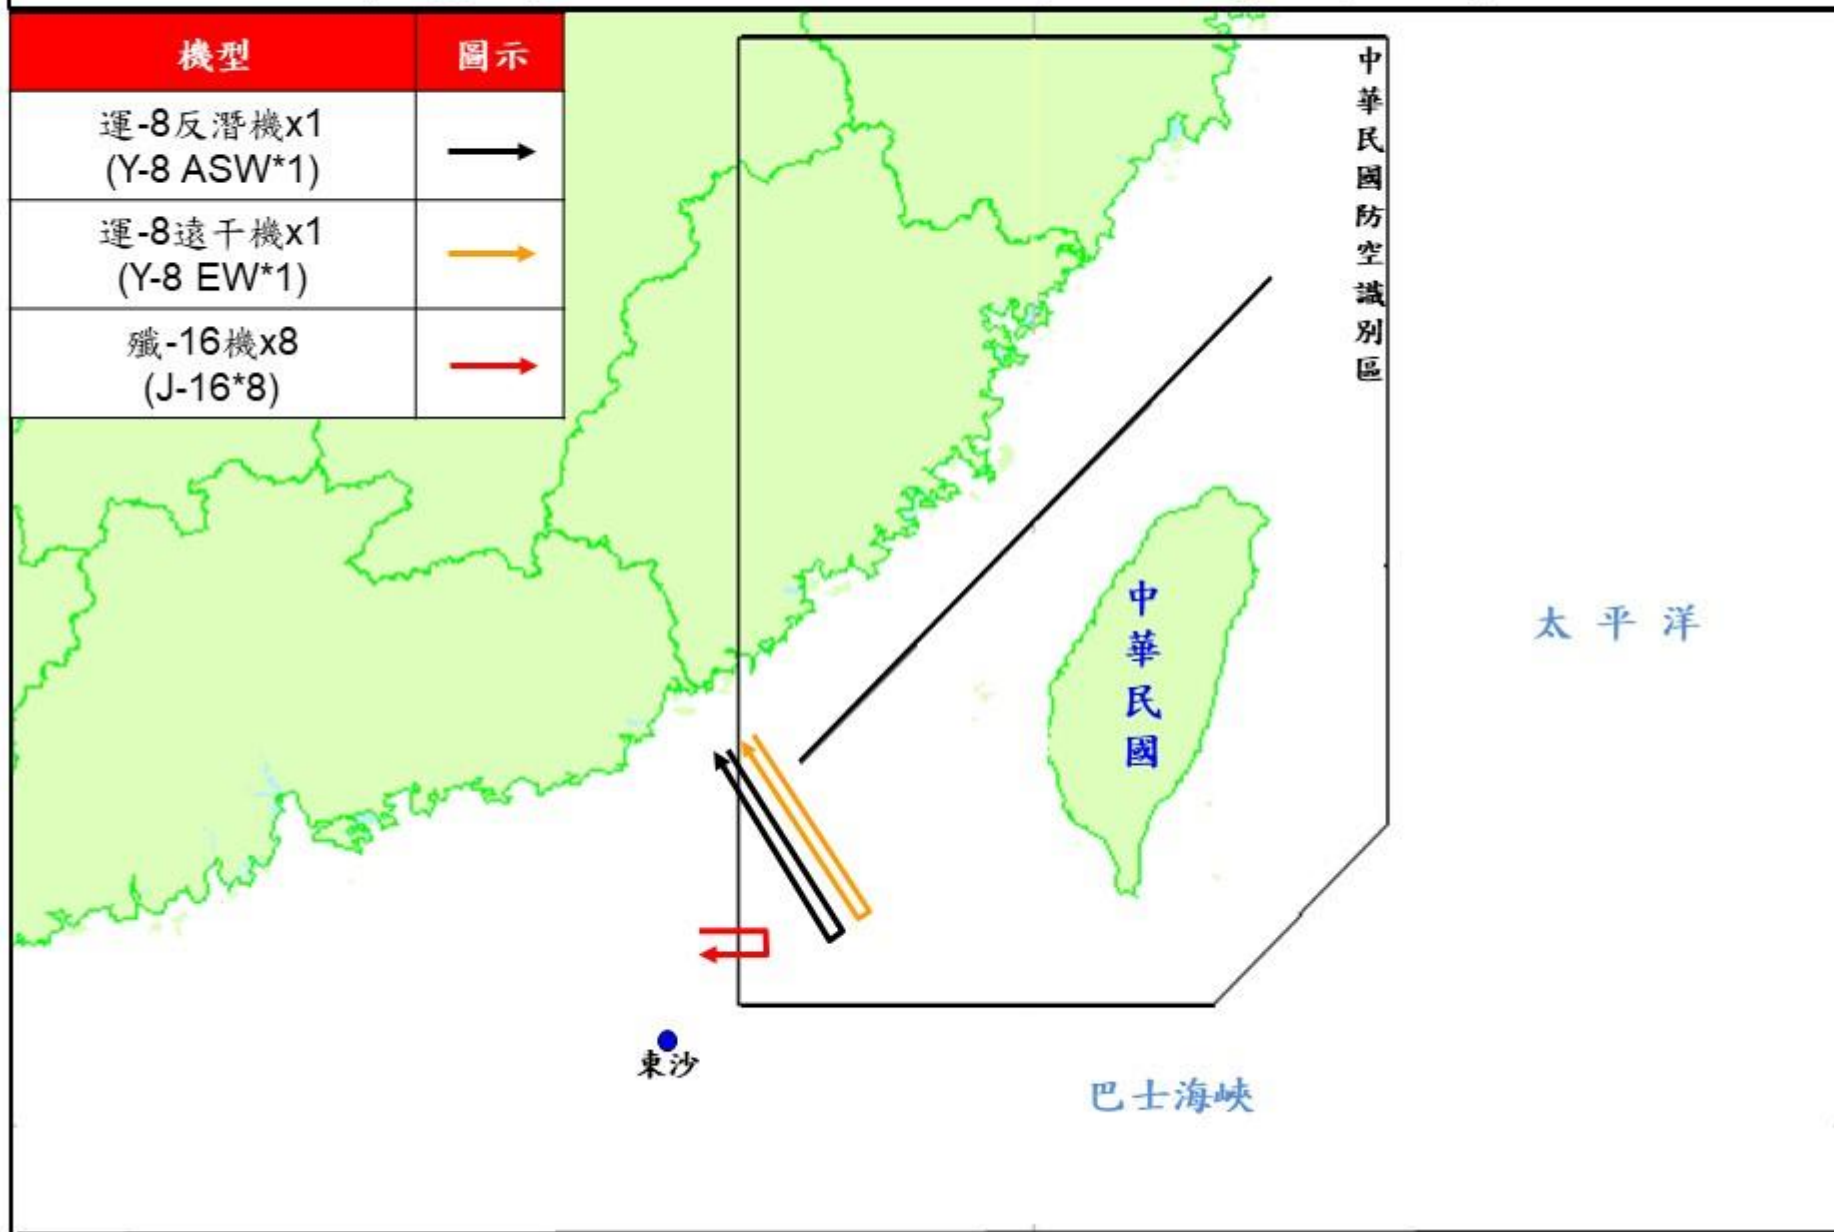 機型 圖示
運-8反潛機x1
(Y-8 ASW*1)
運-8遠干機x1
(Y-8 EW*1)
殲-16機x8
(J-16*8)
中華民國防空識別區
中華民國
太平洋
東沙
巴士海峽